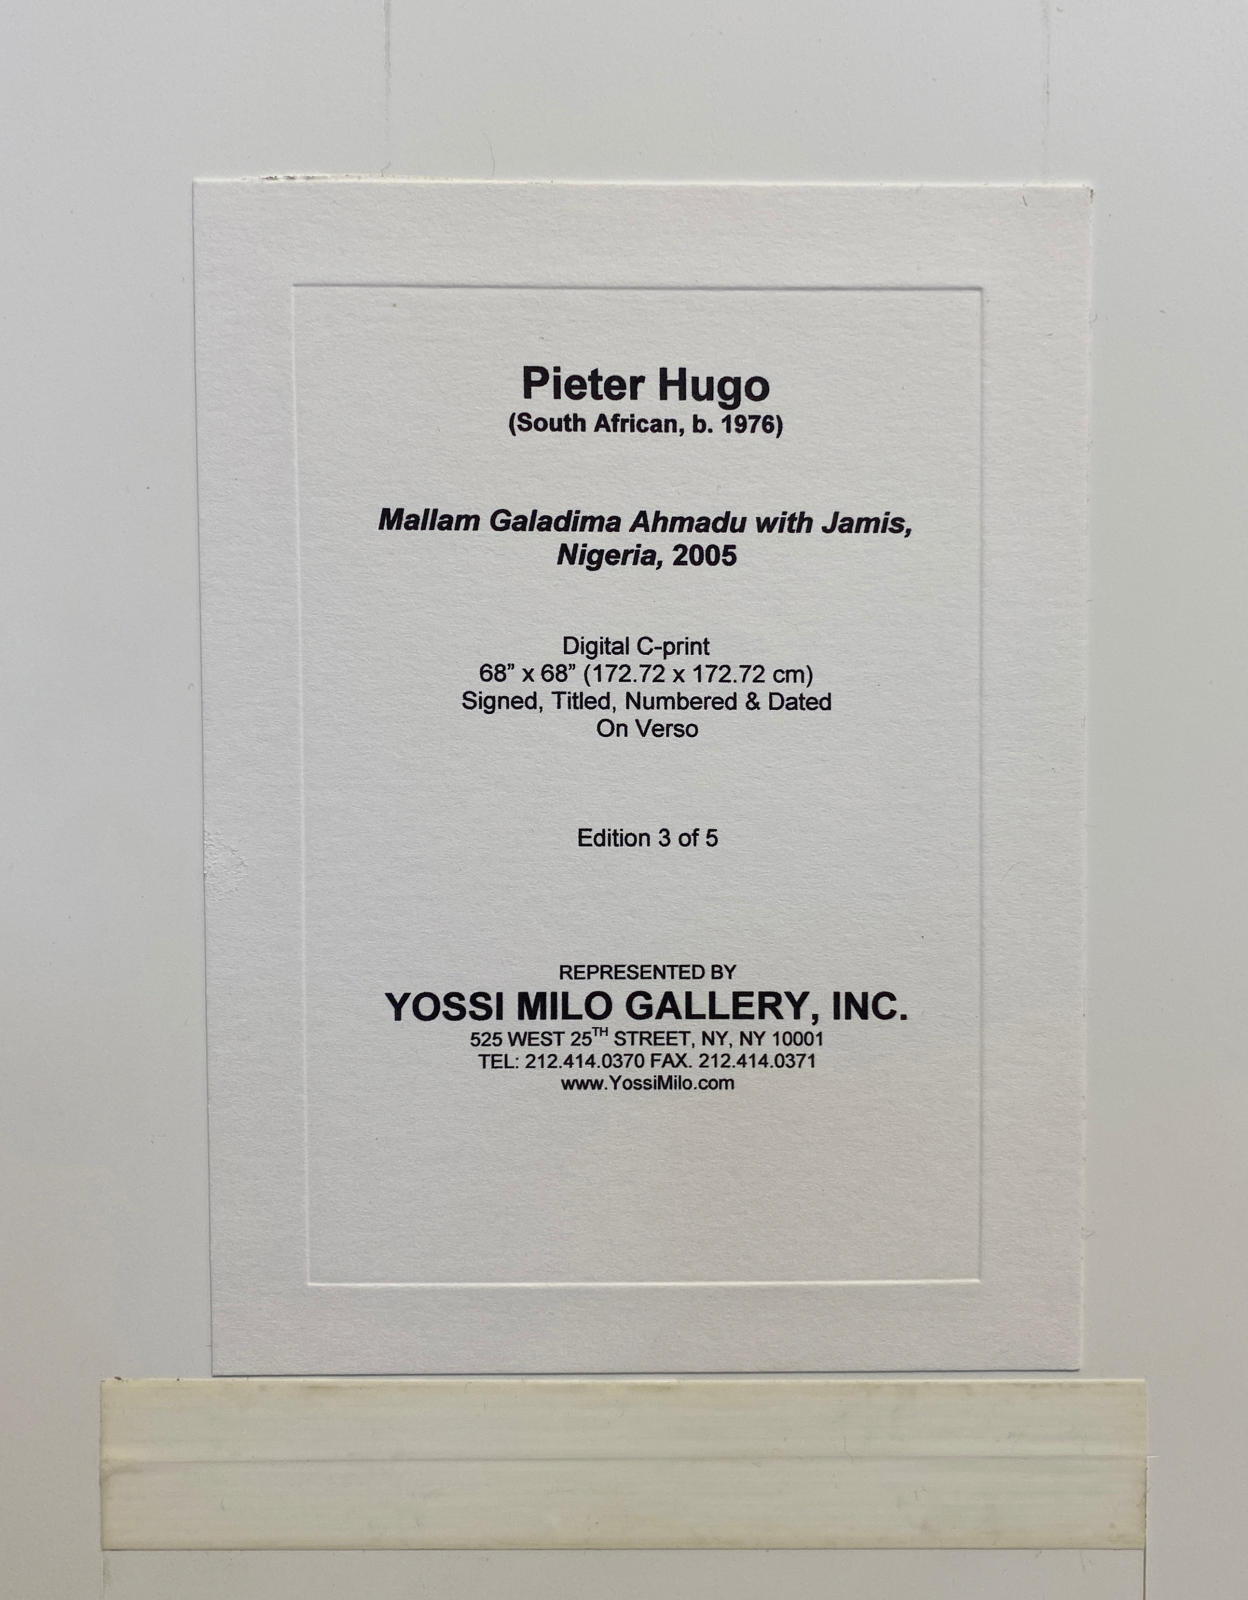 Pieter Hugo
(South African, b. 1976)
Mallam Galadima Ahmadu with Jamis,
Nigeria, 2005
Digital C-print
68” x 68” (172.72 x 172.72 cm)
Signed, Titled, Numbered & Dated
On Verso
Edition 3 of 5
REPRESENTED BY
YOSSI MILO GALLERY, INC.
525 WEST 25TH STREET, NY, NY 10001
TEL: 212.414.0370 FAX. 212.414.0371
www.YossiMilo.com